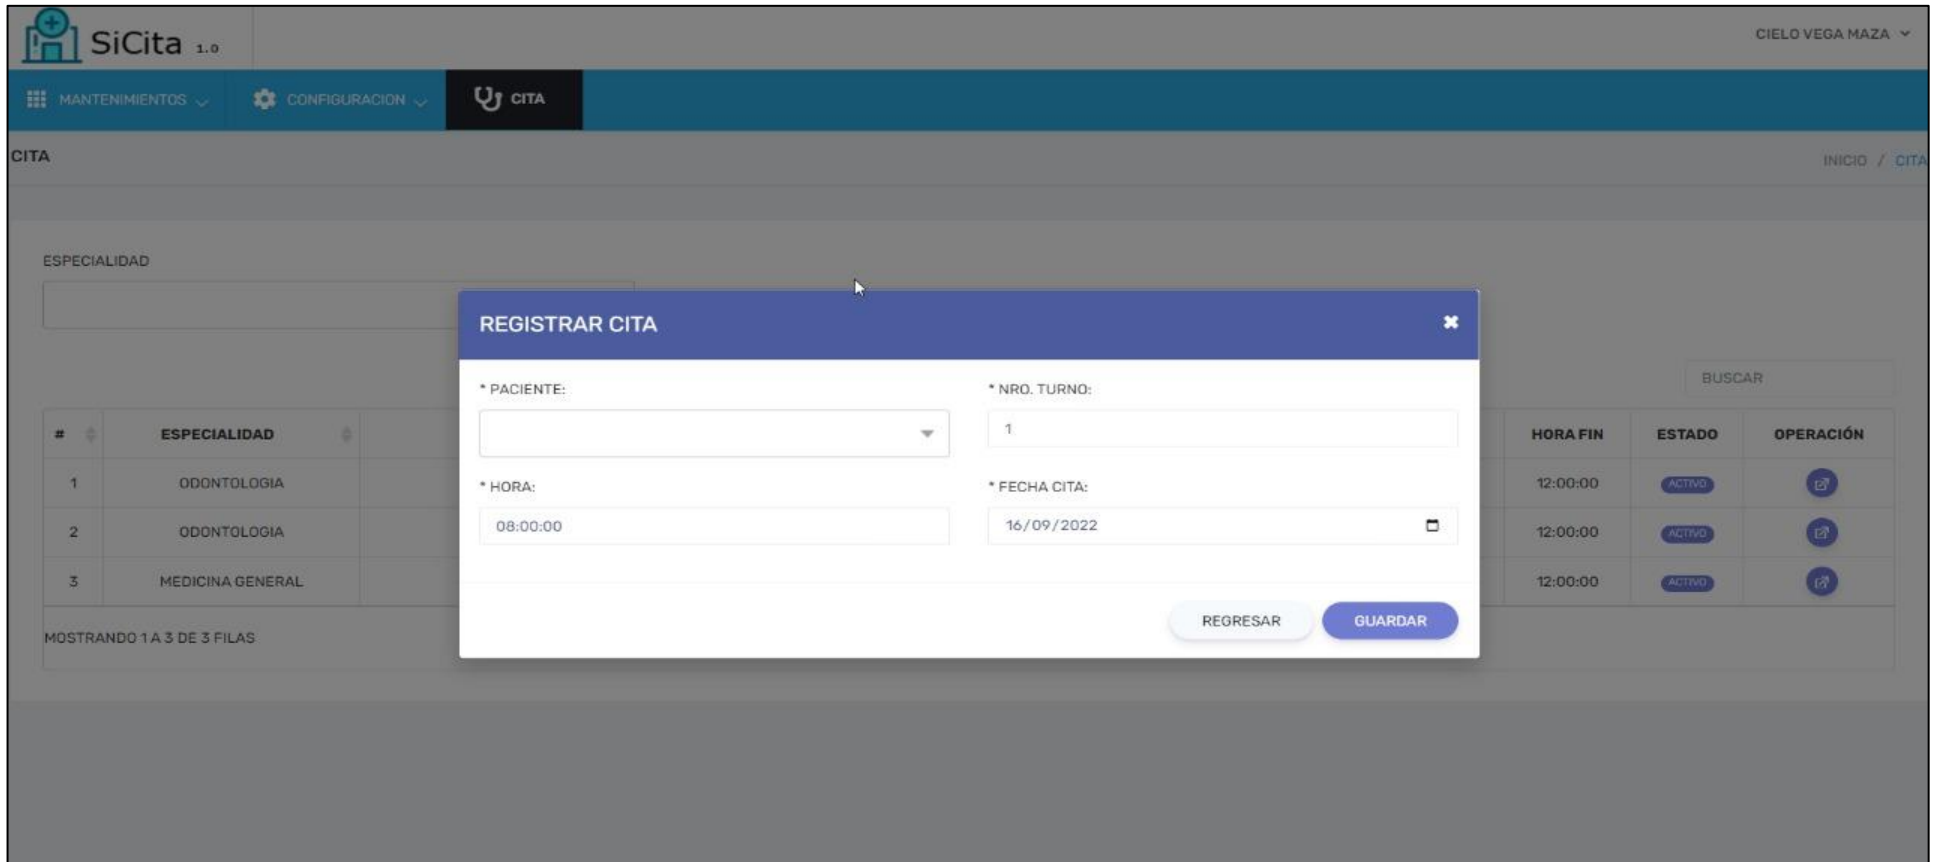 SiCita 1.0
CIELO VEGA MAZA
MANTENIMIENTOS CONFIGURACION CITA
CITA
INICIO / CITA
ESPECIALIDAD
REGISTRAR CITA
* PACIENTE: * NRO. TURNO:
1
* HORA: * FECHA CITA:
08:00:00 16/09/2022
REGRESAR GUARDAR
BUSCAR
# ESPECIALIDAD HORA FIN ESTADO OPERACIÓN
1 ODONTOLOGIA 12:00:00 ACTIVO
2 ODONTOLOGIA 12:00:00 ACTIVO
3 MEDICINA GENERAL 12:00:00 ACTIVO
MOSTRANDO 1 A 3 DE 3 FILAS